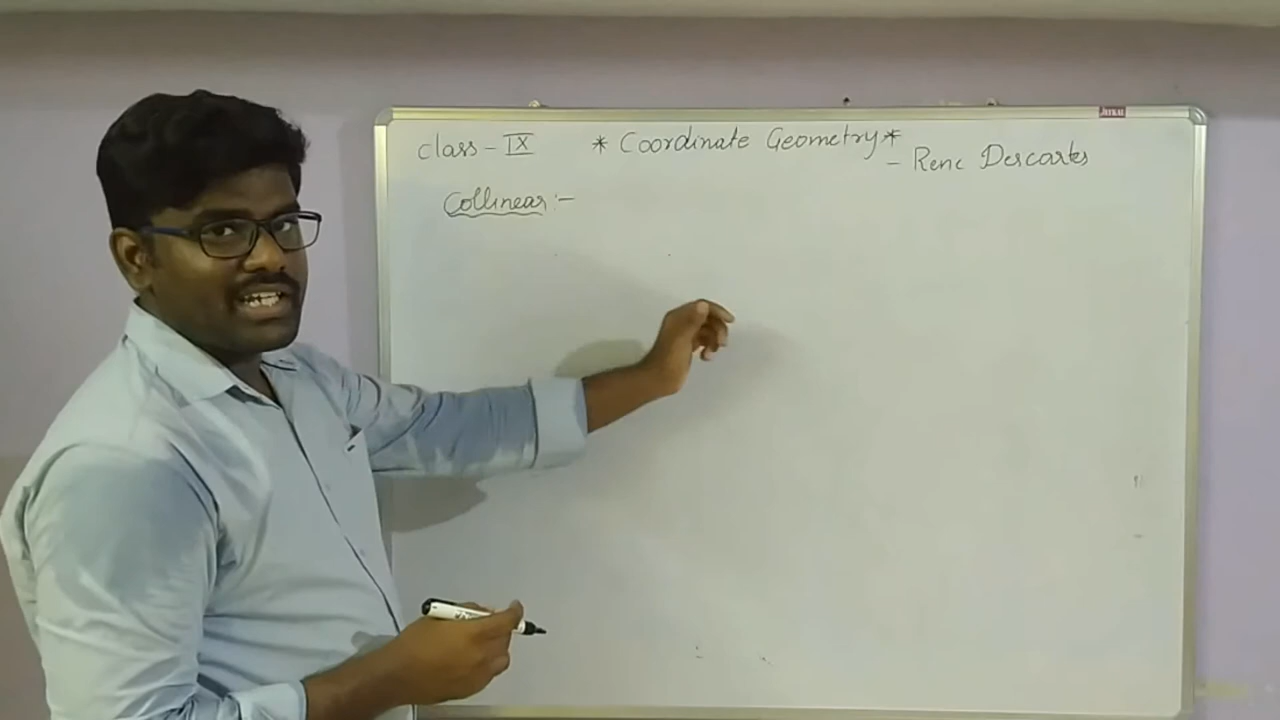 class - IX * Coordinate Geometry *
- Rene Descartes
Collinear :-